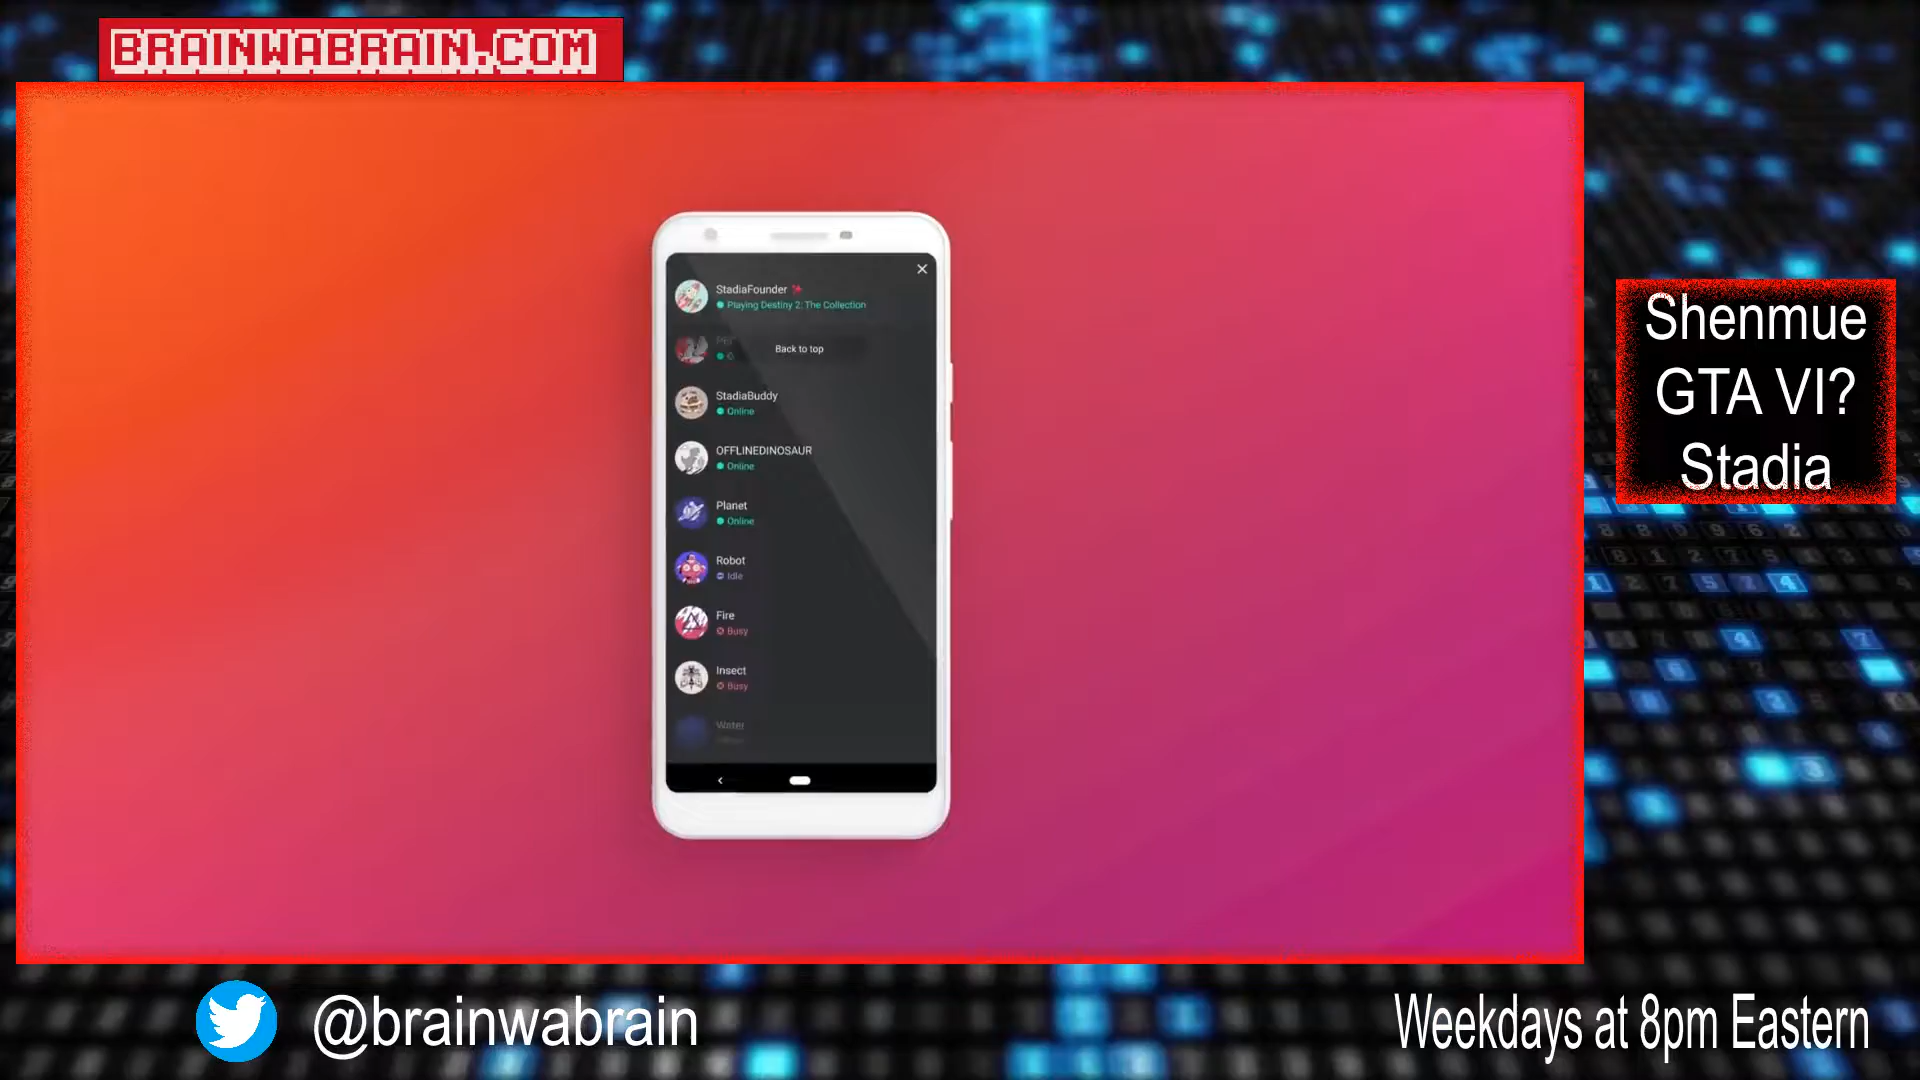 BRAINWABRAIN.COM
StadiaFounder
Playing Destiny 2: The Collection
Back to top
StadiaBuddy
Online
OFFLINEDINOSAUR
Online
Planet
Online
Robot
Idle
Fire
Busy
Insect
Busy
Water
Shenmue
GTA VI?
Stadia
@brainwabrain
Weekdays at 8pm Eastern